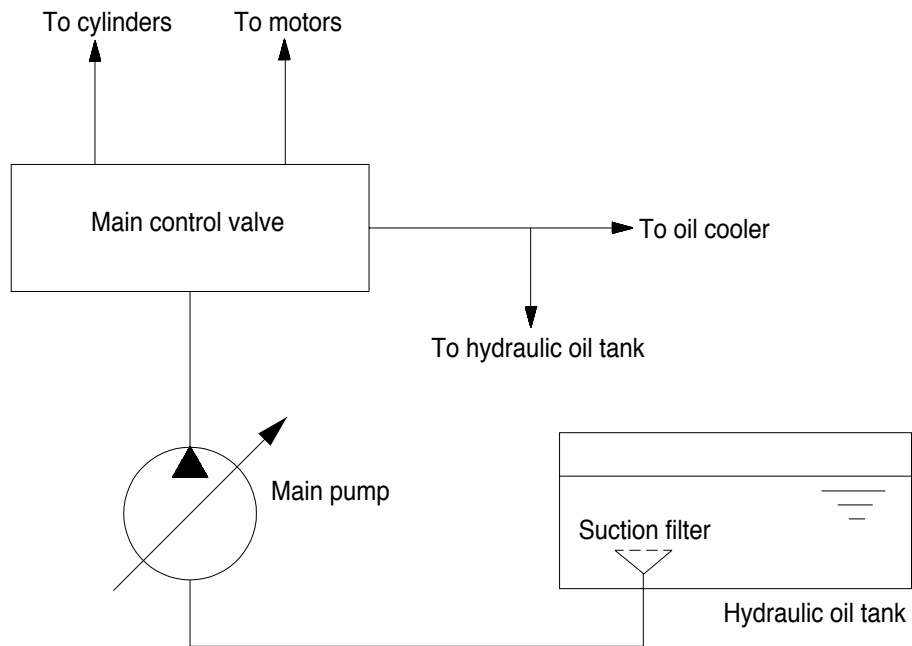 To cylinders
To motors
Main control valve
To oil cooler
To hydraulic oil tank
Main pump
Suction filter
Hydraulic oil tank